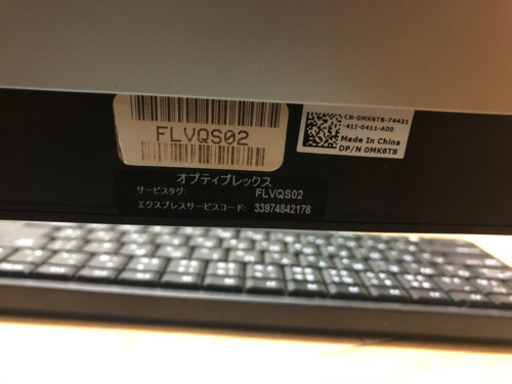 FLVQS02
CN-0MK6T8-74431
-41I-0411-A00
Made In China
DP/N 0MK6T8
オプティプレックス
サービスタグ: FLVQS02
エクスプレスサービスコード: 33974842178